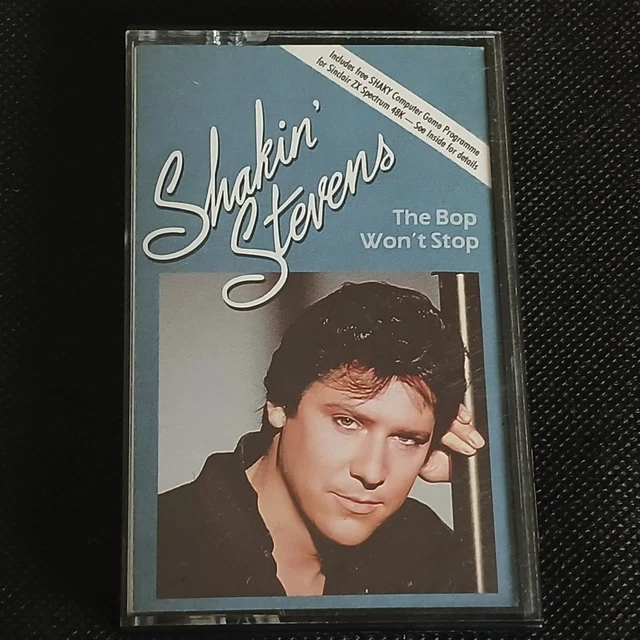 Includes free SHAKY Computer Game Programme
for Sinclair ZX Spectrum 48K — See Inside for details
Shakin'
Stevens
The Bop
Won't Stop